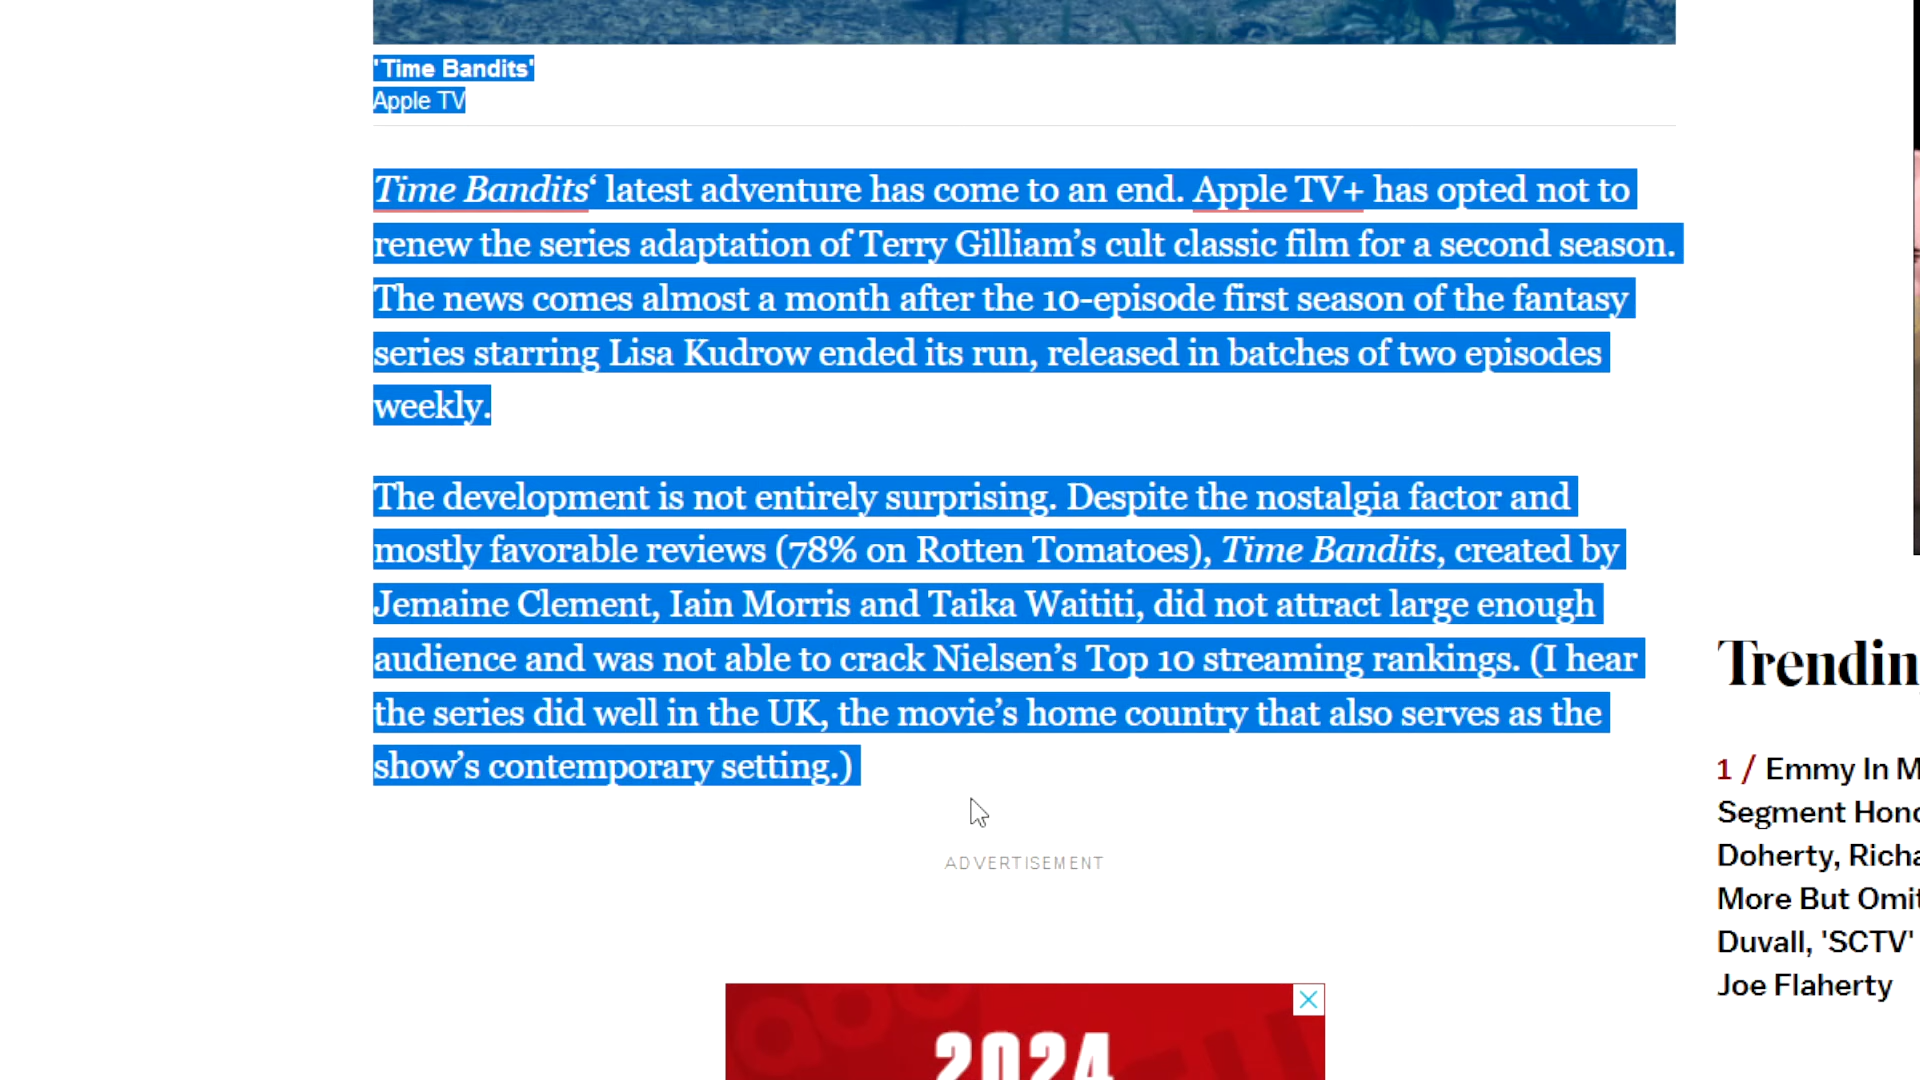 'Time Bandits'
Apple TV
Time Bandits‘ latest adventure has come to an end. Apple TV+ has opted not to
renew the series adaptation of Terry Gilliam’s cult classic film for a second season.
The news comes almost a month after the 10-episode first season of the fantasy
series starring Lisa Kudrow ended its run, released in batches of two episodes
weekly.
The development is not entirely surprising. Despite the nostalgia factor and
mostly favorable reviews (78% on Rotten Tomatoes), Time Bandits, created by
Jemaine Clement, Iain Morris and Taika Waititi, did not attract large enough
audience and was not able to crack Nielsen’s Top 10 streaming rankings. (I hear
the series did well in the UK, the movie’s home country that also serves as the
show’s contemporary setting.)
ADVERTISEMENT
2024
Trendin
1 / Emmy In M
Segment Hono
Doherty, Richa
More But Omit
Duvall, 'SCTV'
Joe Flaherty